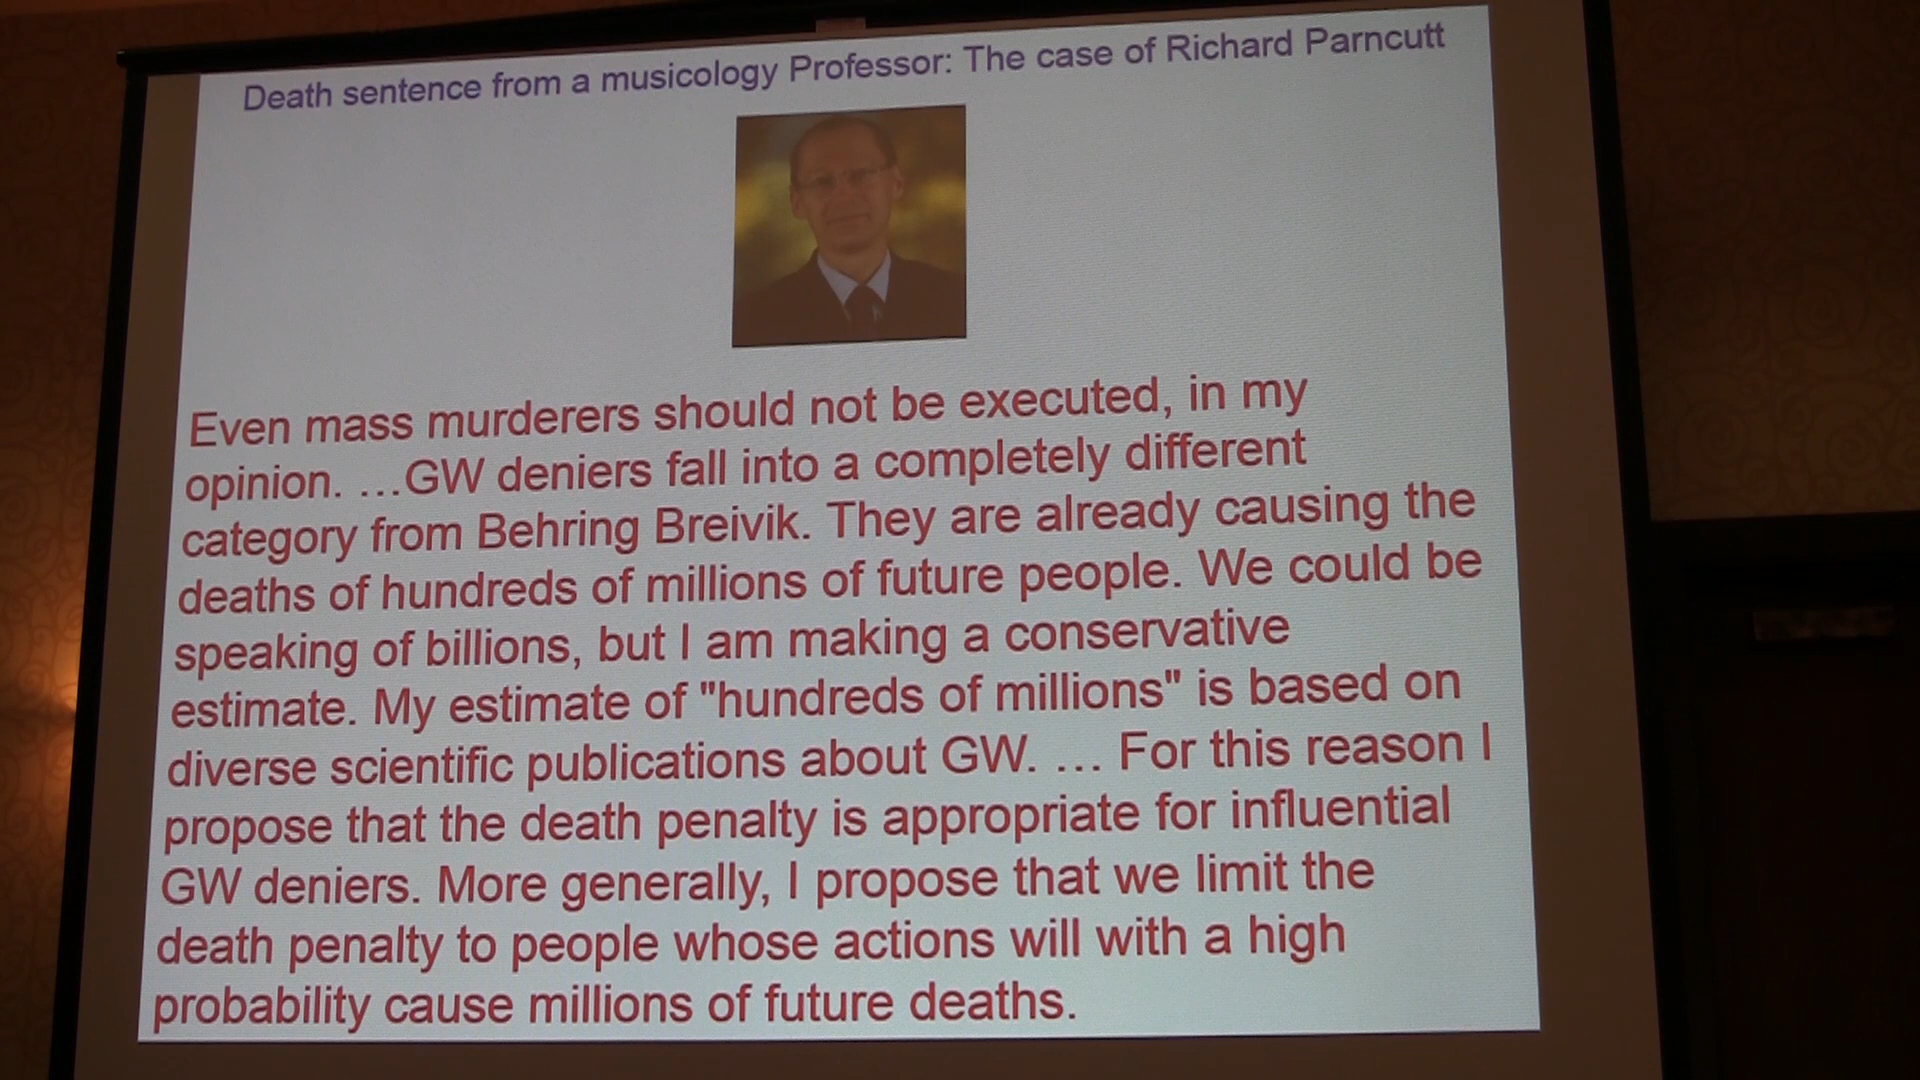 Death sentence from a musicology Professor: The case of Richard Parncutt
Even mass murderers should not be executed, in my
opinion. ...GW deniers fall into a completely different
category from Behring Breivik. They are already causing the
deaths of hundreds of millions of future people. We could be
speaking of billions, but I am making a conservative
estimate. My estimate of "hundreds of millions" is based on
diverse scientific publications about GW. ... For this reason I
propose that the death penalty is appropriate for influential
GW deniers. More generally, I propose that we limit the
death penalty to people whose actions will with a high
probability cause millions of future deaths.